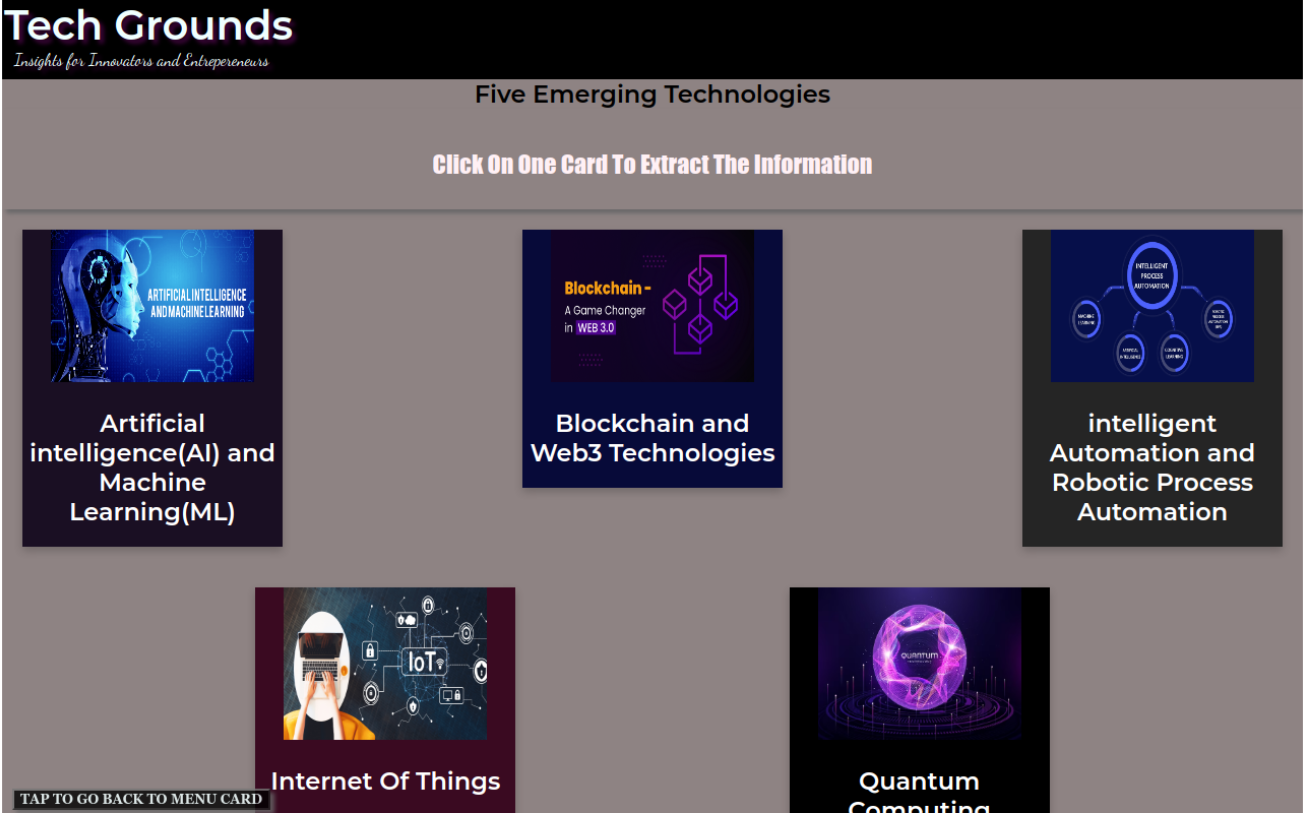 Tech Grounds
Insights for Innovators and Entrepereneurs
Five Emerging Technologies
Click On One Card To Extract The Information
ARTIFICIAL INTELLIGENCE
AND MACHINE LEARNING
Artificial
intelligence(AI) and
Machine
Learning(ML)
Blockchain -
A Game Changer
in WEB 3.0
Blockchain and
Web3 Technologies
INTELLIGENT
PROCESS
AUTOMATION
MACHINE
LEARNING
intelligent
Automation and
Robotic Process
Automation
IoT
Internet Of Things
QUANTUM
Quantum
Computing
TAP TO GO BACK TO MENU CARD